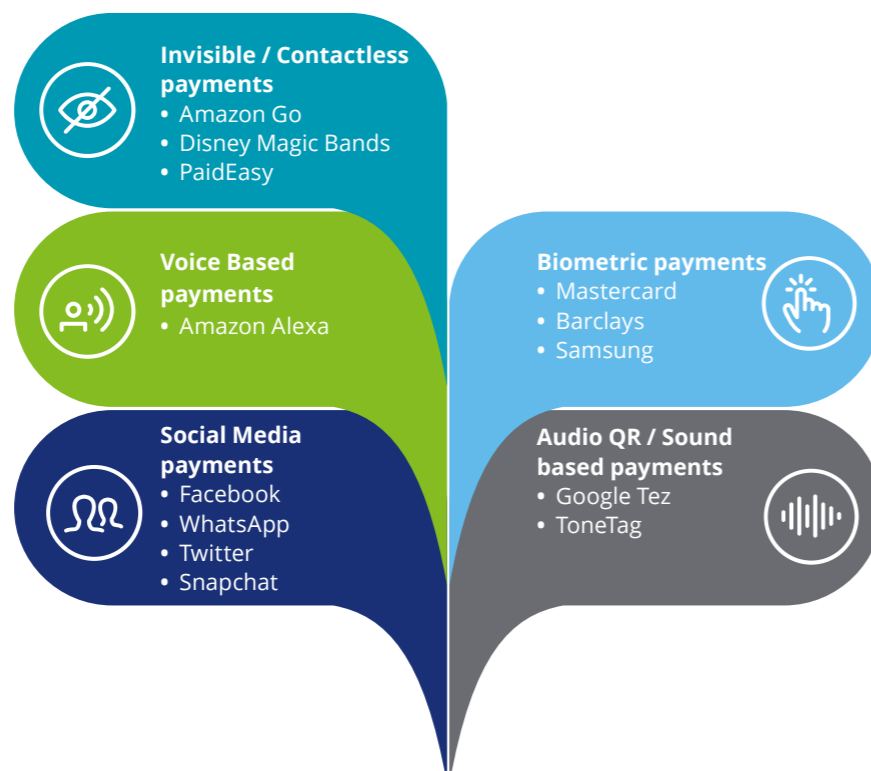 Invisible / Contactless
payments
• Amazon Go
• Disney Magic Bands
• PaidEasy
Voice Based
payments
• Amazon Alexa
Social Media
payments
• Facebook
• WhatsApp
• Twitter
• Snapchat
Biometric payments
• Mastercard
• Barclays
• Samsung
Audio QR / Sound
based payments
• Google Tez
• ToneTag